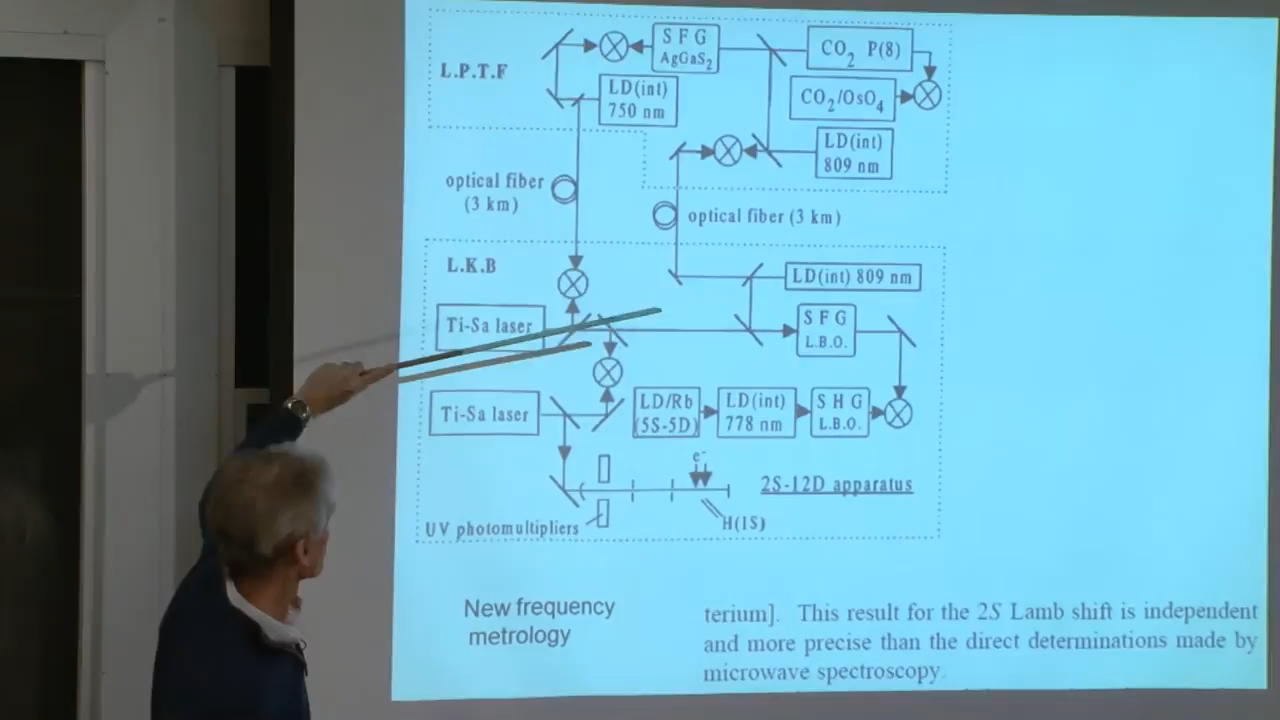 L.P.T.F
S F G
AgGaS₂
CO₂ P(8)
LD(int)
750 nm
CO₂/OsO₄
LD(int)
809 nm
optical fiber
(3 km)
optical fiber (3 km)
L.K.B
LD(int) 809 nm
Ti-Sa laser
S F G
L.B.O.
Ti-Sa laser
LD/Rb
(5S-5D)
LD(int)
778 nm
S H G
L.B.O.
e⁻
2S-12D apparatus
UV photomultipliers
H(1S)
New frequency
metrology
terium]. This result for the 2S Lamb shift is independent
and more precise than the direct determinations made by
microwave spectroscopy.